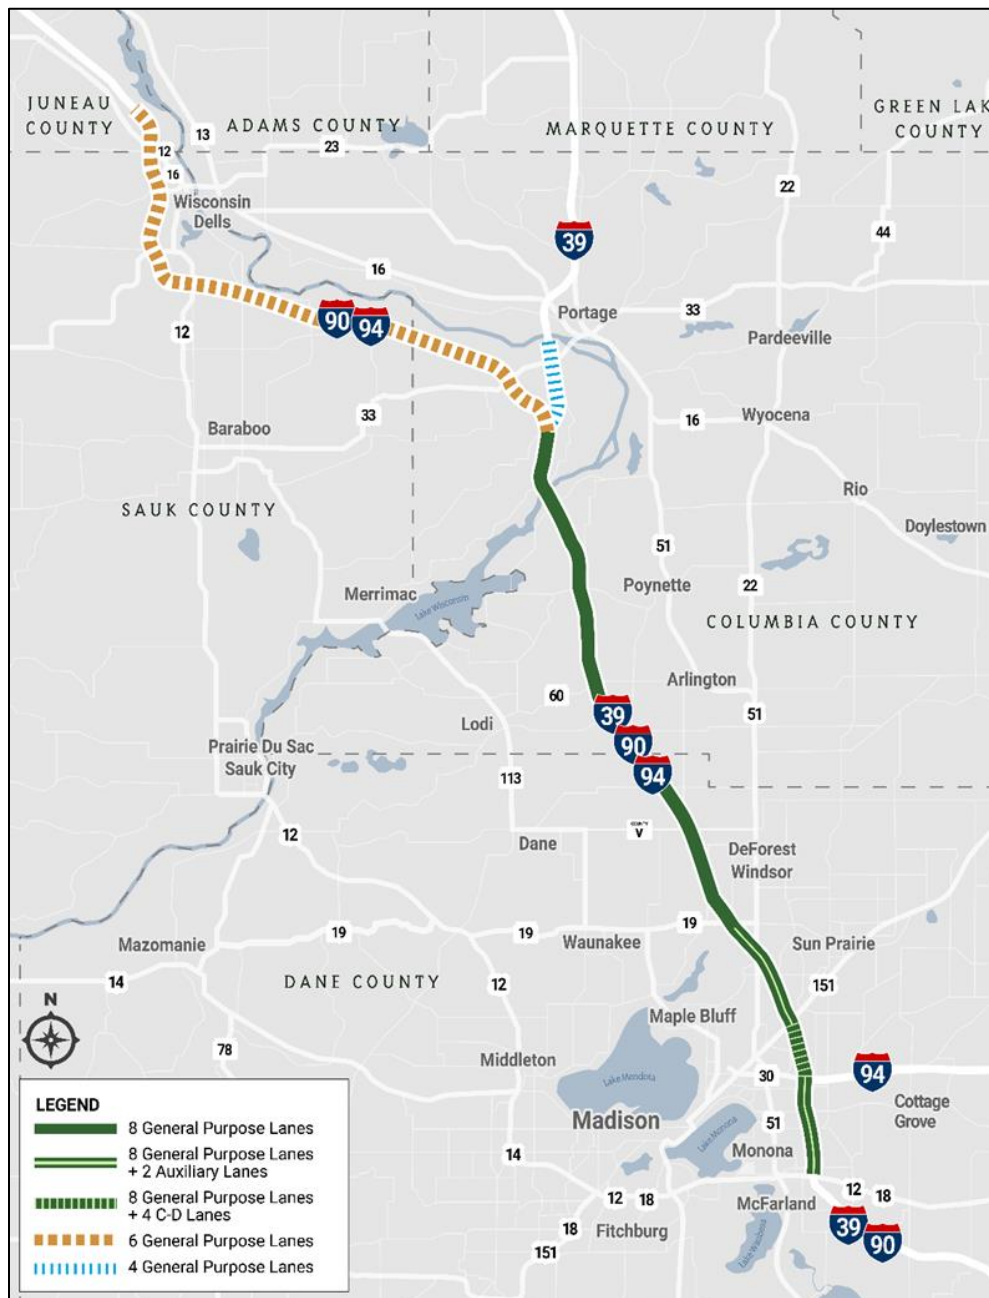 JUNEAU
COUNTY
ADAMS COUNTY
MARQUETTE COUNTY
GREEN LAK
COUNTY
13
12
23
16
22
Wisconsin
Dells
39
44
16
Portage
33
90
94
12
Pardeeville
33
16
Wyocena
Baraboo
Rio
SAUK COUNTY
Doylestown
51
Merrimac
Lake Wisconsin
Poynette
22
COLUMBIA COUNTY
Arlington
60
39
51
Lodi
90
Prairie Du Sac
Sauk City
94
113
12
V
Dane
DeForest
Windsor
19
19
19
Waunakee
Sun Prairie
Mazomanie
14
DANE COUNTY
12
151
N
Maple Bluff
78
Middleton
30
94
Cottage
Grove
Madison
Lake Monona
51
Monona
14
12
18
McFarland
12
18
Fitchburg
18
151
39
90
LEGEND
8 General Purpose Lanes
8 General Purpose Lanes
+ 2 Auxiliary Lanes
8 General Purpose Lanes
+ 4 C-D Lanes
6 General Purpose Lanes
4 General Purpose Lanes